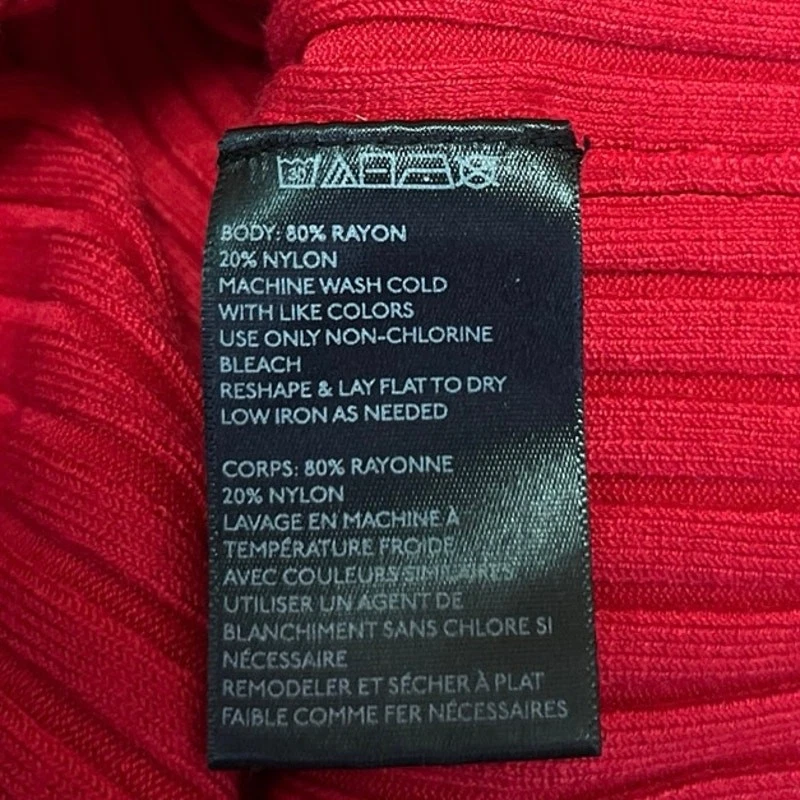 30
BODY: 80% RAYON
20% NYLON
MACHINE WASH COLD
WITH LIKE COLORS
USE ONLY NON-CHLORINE
BLEACH
RESHAPE & LAY FLAT TO DRY
LOW IRON AS NEEDED
CORPS: 80% RAYONNE
20% NYLON
LAVAGE EN MACHINE À
TEMPÉRATURE FROIDE
AVEC COULEURS SIMILAIRES
UTILISER UN AGENT DE
BLANCHIMENT SANS CHLORE SI
NÉCESSAIRE
REMODELER ET SÉCHER À PLAT
FAIBLE COMME FER NÉCESSAIRES